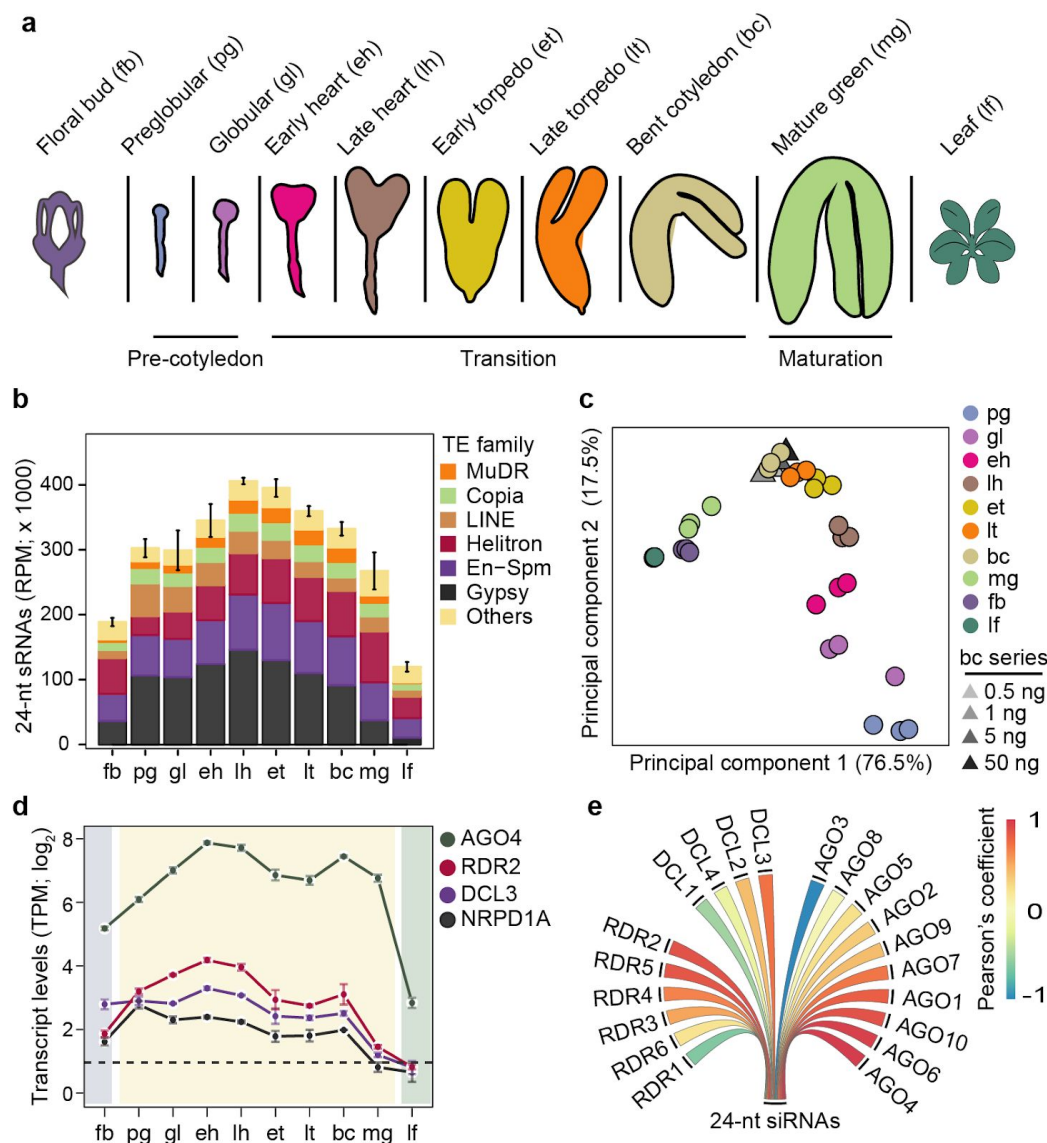 a
Floral bud (fb)
Preglobular (pg)
Globular (gl)
Early heart (eh)
Late heart (lh)
Early torpedo (et)
Late torpedo (lt)
Bent cotyledon (bc)
Mature green (mg)
Leaf (lf)
Pre-cotyledon
Transition
Maturation
b
24-nt sRNAs (RPM; x 1000)
400
300
200
100
0
fb pg gl eh lh et lt bc mg lf
TE family
MuDR
Copia
LINE
Helitron
En−Spm
Gypsy
Others
c
Principal component 2 (17.5%)
Principal component 1 (76.5%)
pg
gl
eh
lh
et
lt
bc
mg
fb
lf
bc series
0.5 ng
1 ng
5 ng
50 ng
d
Transcript levels (TPM; log2)
8
6
4
2
0
fb pg gl eh lh et lt bc mg lf
AGO4
RDR2
DCL3
NRPD1A
e
RDR1
RDR6
RDR3
RDR4
RDR5
RDR2
DCL1
DCL4
DCL2
DCL3
AGO3
AGO8
AGO5
AGO2
AGO9
AGO7
AGO1
AGO10
AGO6
AGO4
24-nt siRNAs
Pearson's coefficient
1
0
−1